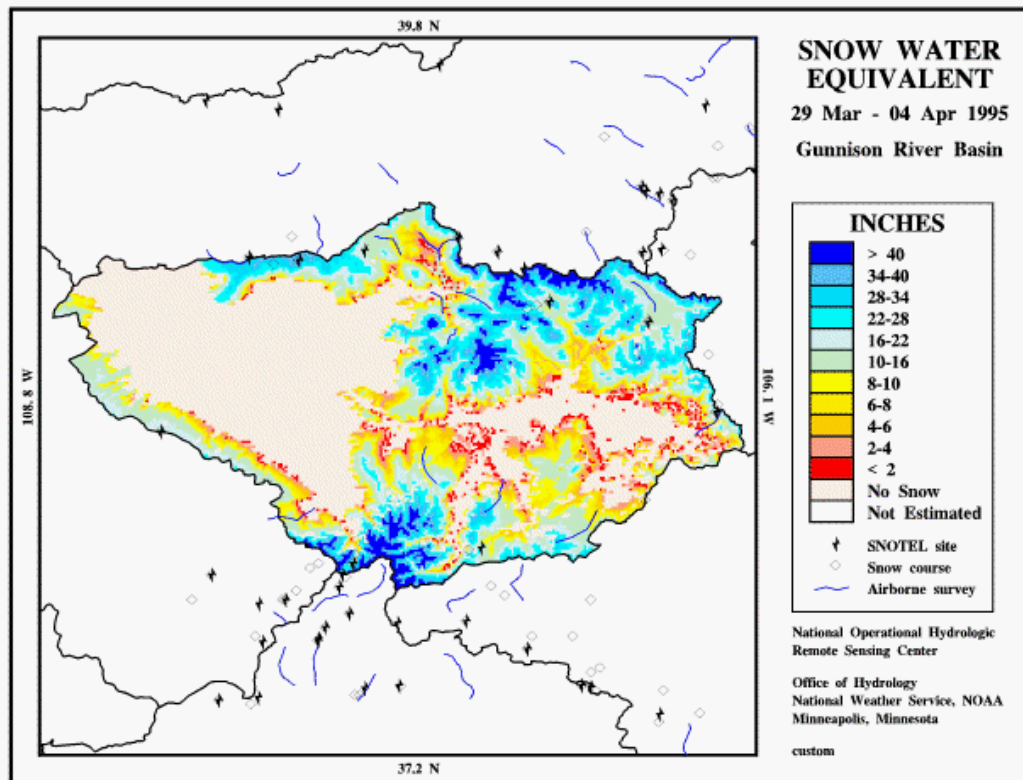 39.8 N
108.8 W
106.1 W
37.2 N
SNOW WATER
EQUIVALENT
29 Mar - 04 Apr 1995
Gunnison River Basin
INCHES
> 40
34-40
28-34
22-28
16-22
10-16
8-10
6-8
4-6
2-4
< 2
No Snow
Not Estimated
SNOTEL site
Snow course
Airborne survey
National Operational Hydrologic
Remote Sensing Center
Office of Hydrology
National Weather Service, NOAA
Minneapolis, Minnesota
custom